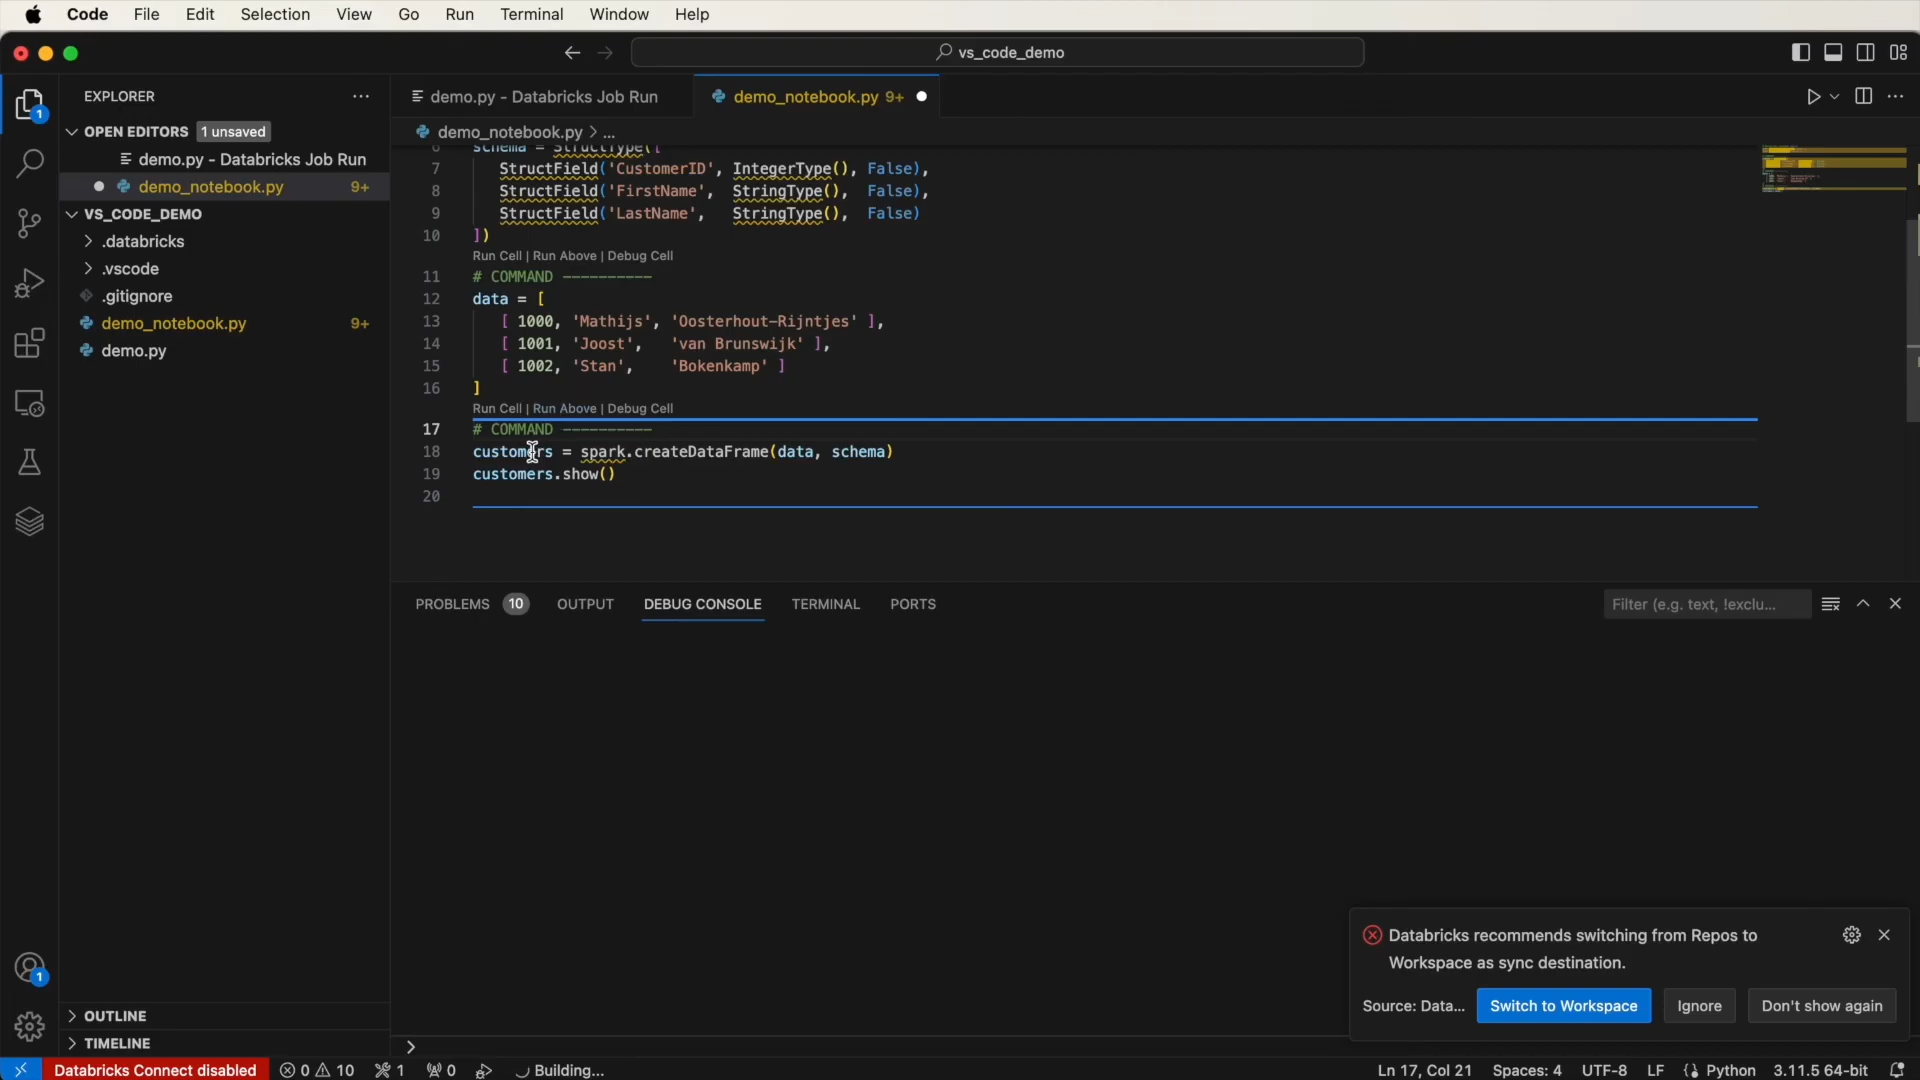 Code File Edit Selection View Go Run Terminal Window Help
vs_code_demo
EXPLORER
OPEN EDITORS 1 unsaved
demo.py - Databricks Job Run
demo_notebook.py 9+
VS_CODE_DEMO
.databricks
.vscode
.gitignore
demo_notebook.py 9+
demo.py
OUTLINE
TIMELINE
demo.py - Databricks Job Run
demo_notebook.py 9+
demo_notebook.py > ...
6 schema = StructType([
7 StructField('CustomerID', IntegerType(), False),
8 StructField('FirstName', StringType(), False),
9 StructField('LastName', StringType(), False)
10 ])
Run Cell | Run Above | Debug Cell
11 # COMMAND ----------
12 data = [
13 [ 1000, 'Mathijs', 'Oosterhout-Rijntjes' ],
14 [ 1001, 'Joost', 'van Brunswijk' ],
15 [ 1002, 'Stan', 'Bokenkamp' ]
16 ]
Run Cell | Run Above | Debug Cell
17 # COMMAND ----------
18 customers = spark.createDataFrame(data, schema)
19 customers.show()
20
PROBLEMS 10 OUTPUT DEBUG CONSOLE TERMINAL PORTS
Filter (e.g. text, !exclu...
Databricks recommends switching from Repos to
Workspace as sync destination.
Source: Data... Switch to Workspace Ignore Don't show again
1
1
Databricks Connect disabled 0 10 1 0 Building... Ln 17, Col 21 Spaces: 4 UTF-8 LF Python 3.11.5 64-bit